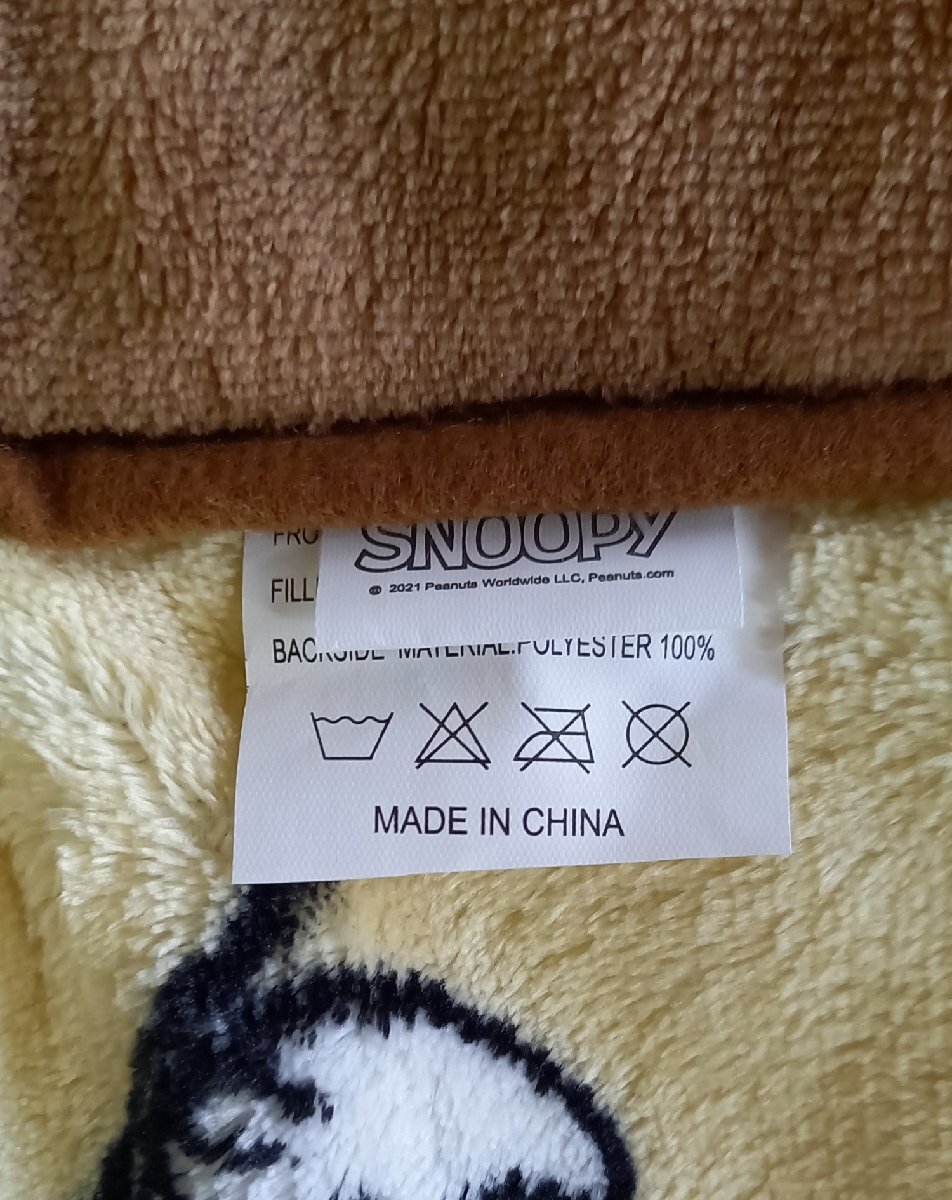 SNOOPY
© 2021 Peanuts Worldwide LLC, Peanuts.com
BACKSIDE MATERIAL:POLYESTER 100%
MADE IN CHINA